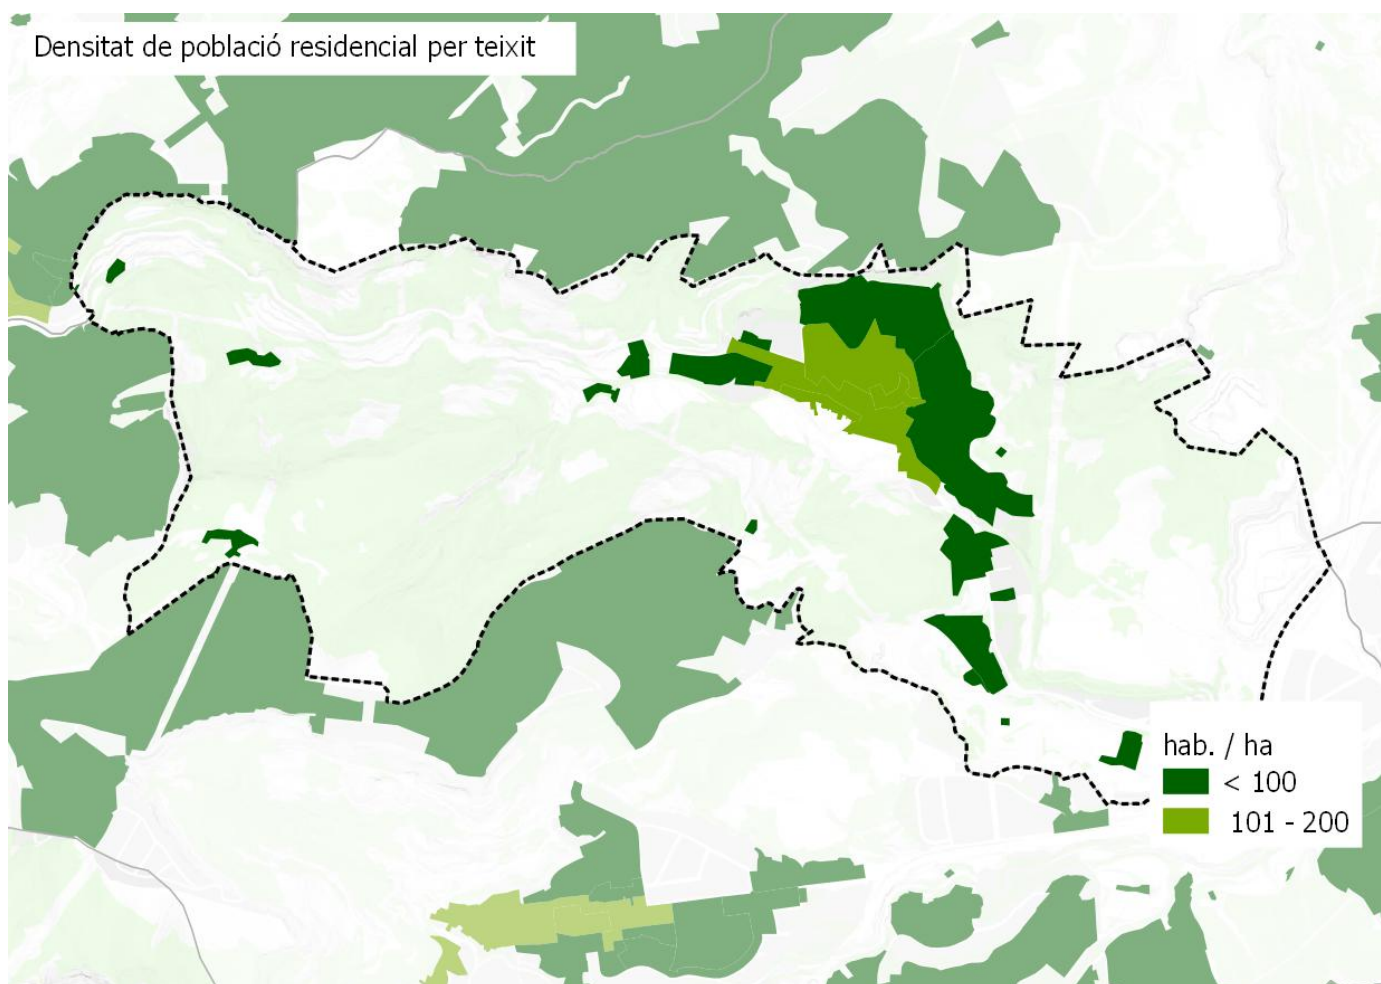 Densitat de població residencial per teixit
hab. / ha
< 100
101 - 200